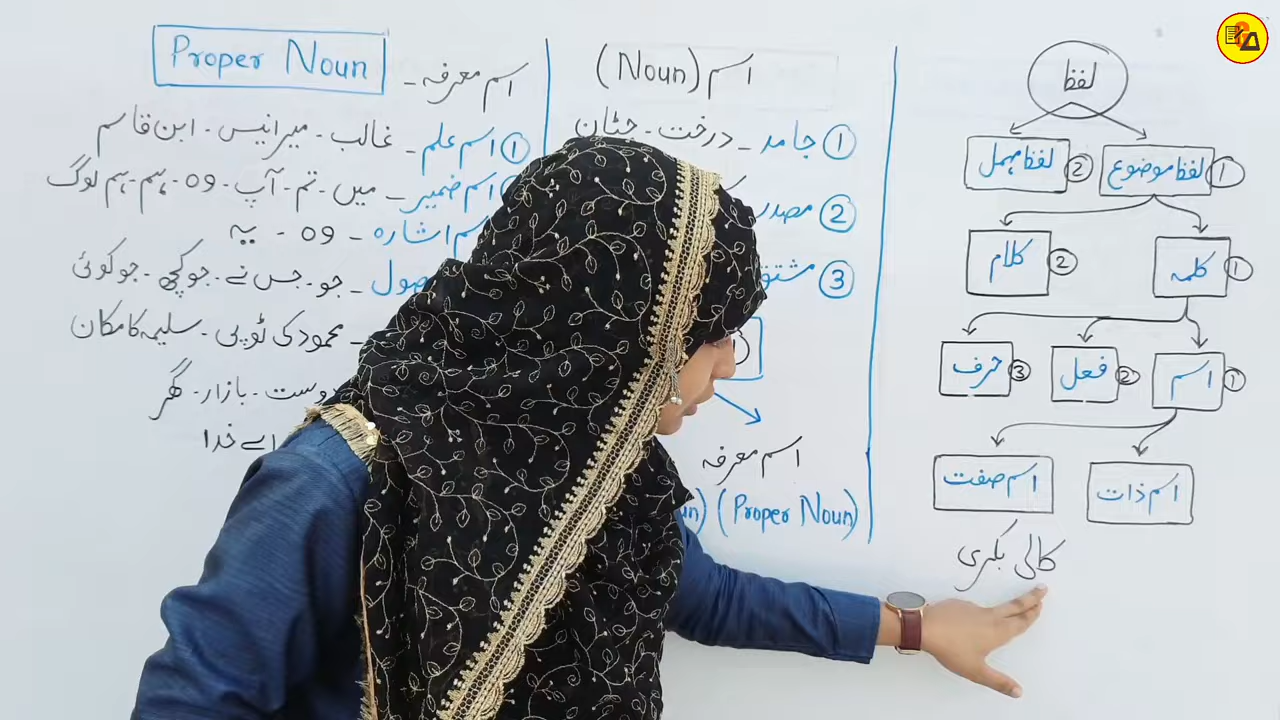 لفظ
① لفظ موضوع ② لفظ مہمل
① کلمہ ② کلام
① اسم ② فعل ③ حرف
اسم ذات اسم صفت
کالی بکری
اسم (Noun)
① جامد - درخت - چٹان
② مصدر
③
اسم معرفہ
(Proper Noun)
اسم معرفہ - Proper Noun
① اسم علم - غالب - میرانیس - ابن قاسم
اسم ضمیر - میں - تم - آپ - وہ - ہم - ہم لوگ
اشارہ - وہ - یہ
جو - جس نے - جو کچھ - جو کوئی
محمود کی ٹوپی - سلیمہ کا مکان
دوست - بازار - گھر
اے خدا